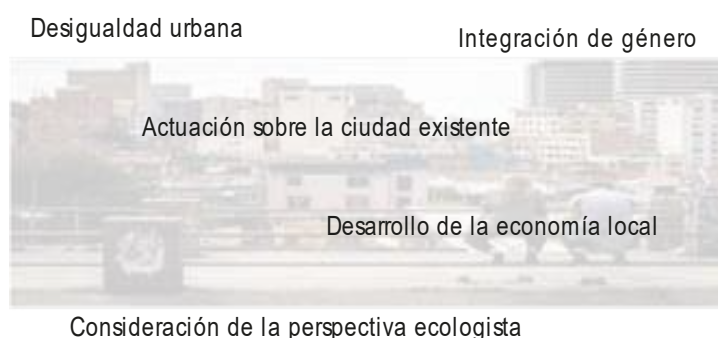 Desigualdad urbana
Integración de género
Actuación sobre la ciudad existente
Desarrollo de la economía local
Consideración de la perspectiva ecologista